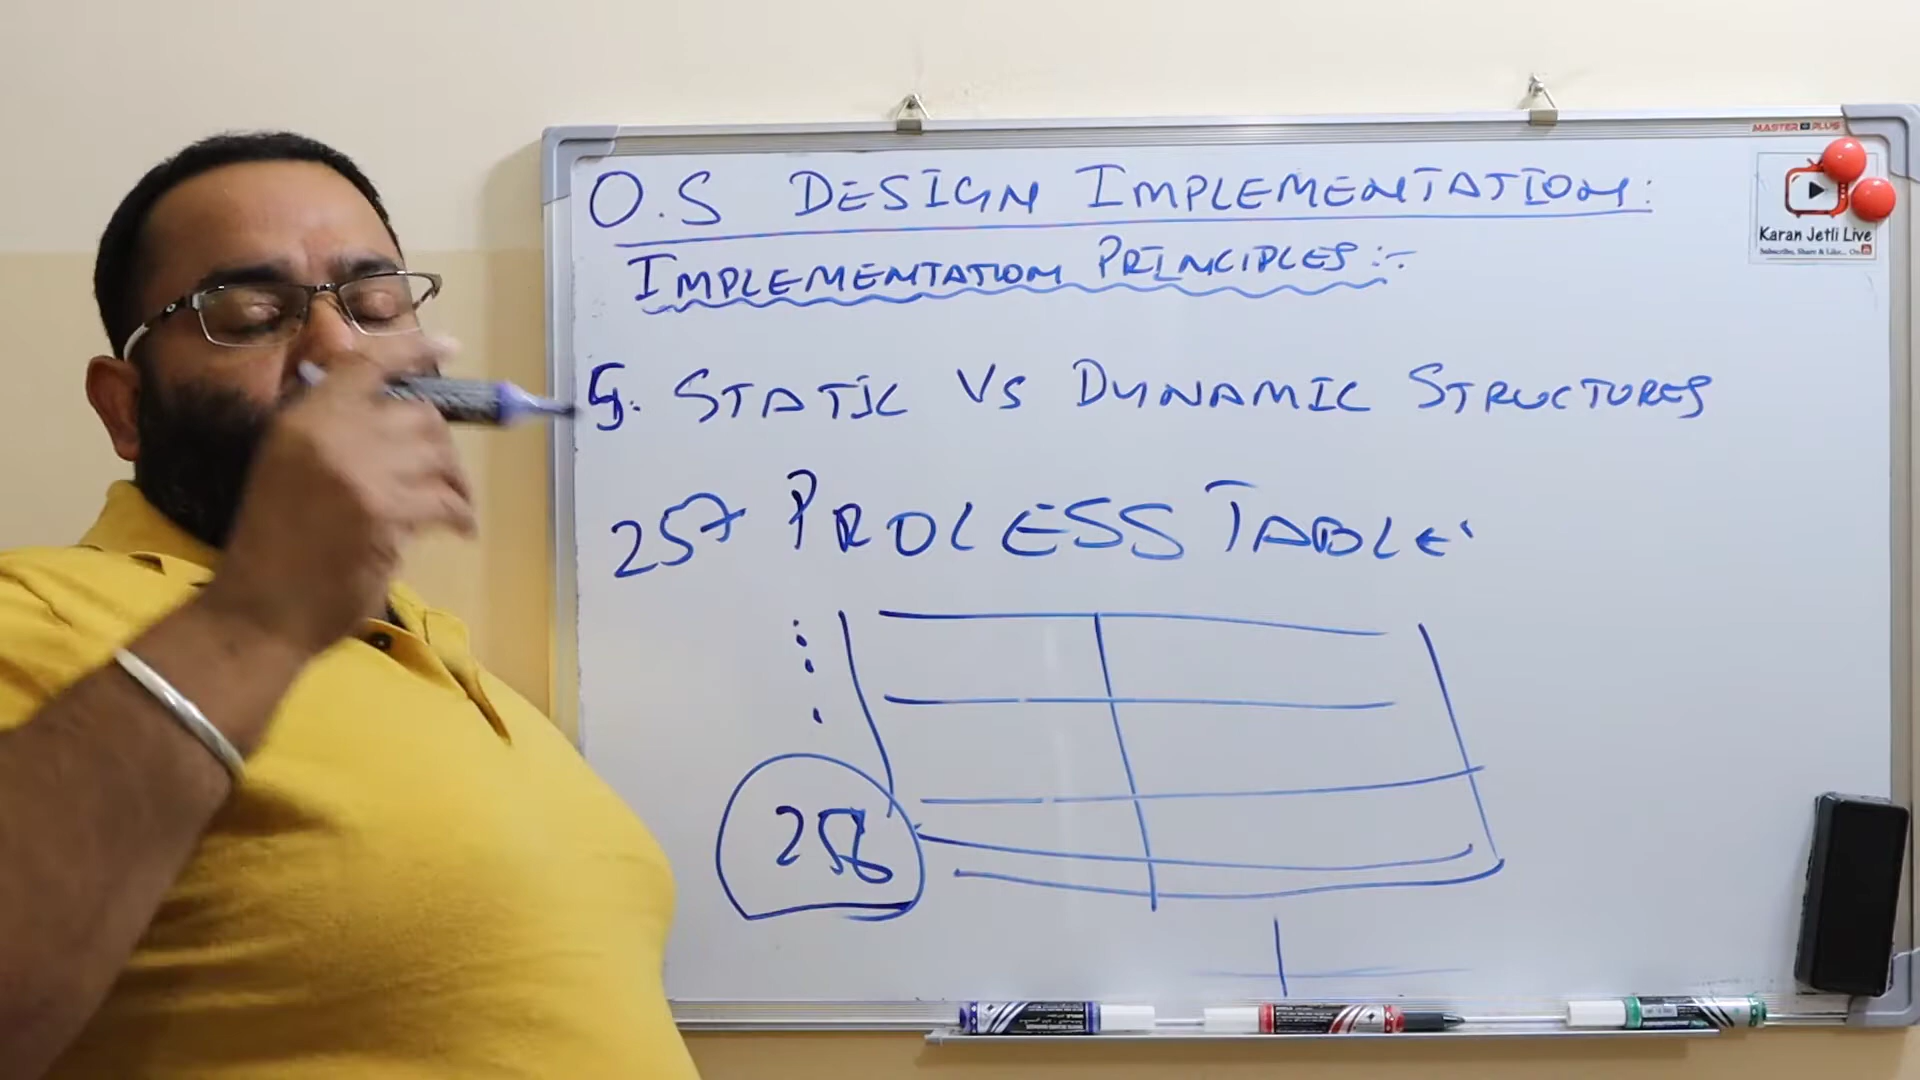 MASTER PLUS
Karan Jetli Live
O.S DESIGN IMPLEMENTATION:
IMPLEMENTATION PRINCIPLES:-
5. STATIC VS DYNAMIC STRUCTURES
257 PROCESS TABLE
256